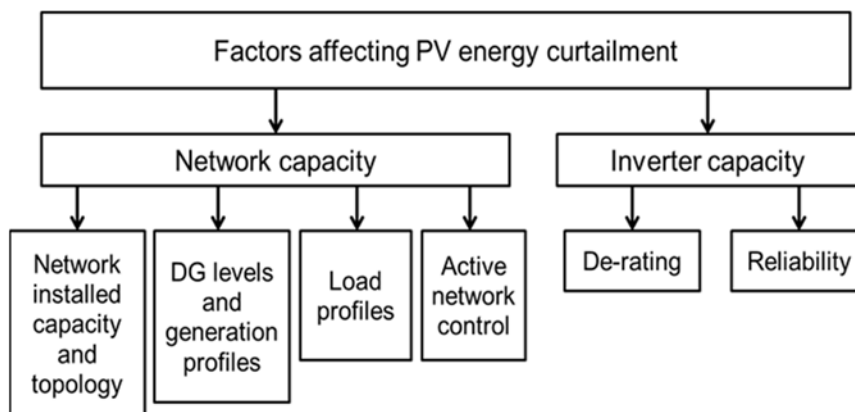 Factors affecting PV energy curtailment
Network capacity
Inverter capacity
Network
installed
capacity
and
topology
DG levels
and
generation
profiles
Load
profiles
Active
network
control
De-rating
Reliability